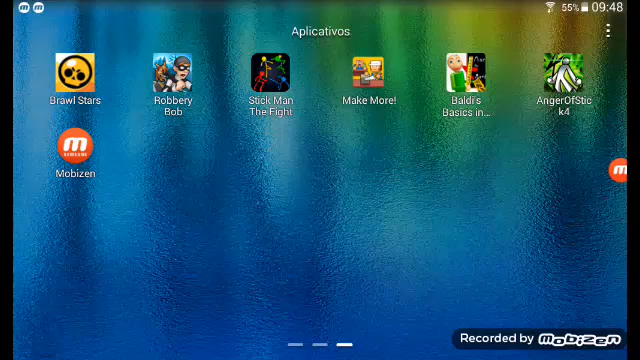 55% 09:48
Aplicativos
Brawl Stars
Robbery
Bob
Stick Man
The Fight
Make More!
Baldi's
Basics in...
AngerOfStic
k4
Mobizen
Recorded by Mobizen